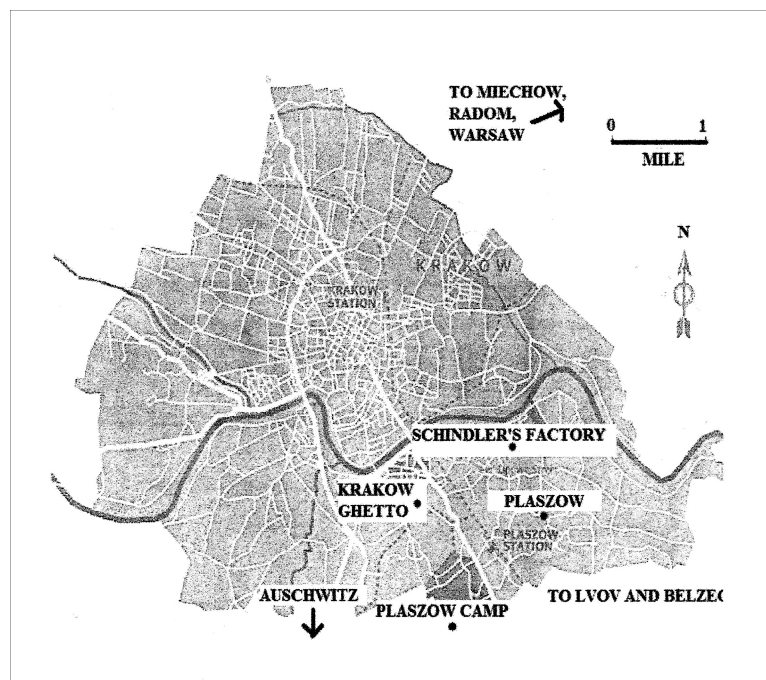 TO MIECHOW,
RADOM,
WARSAW
0 1
MILE
N
KRAKOW
KRAKOW
STATION
SCHINDLER'S FACTORY
KRAKOW
GHETTO
PLASZOW
PLASZOW
STATION
AUSCHWITZ
PLASZOW CAMP
TO LVOV AND BELZEC